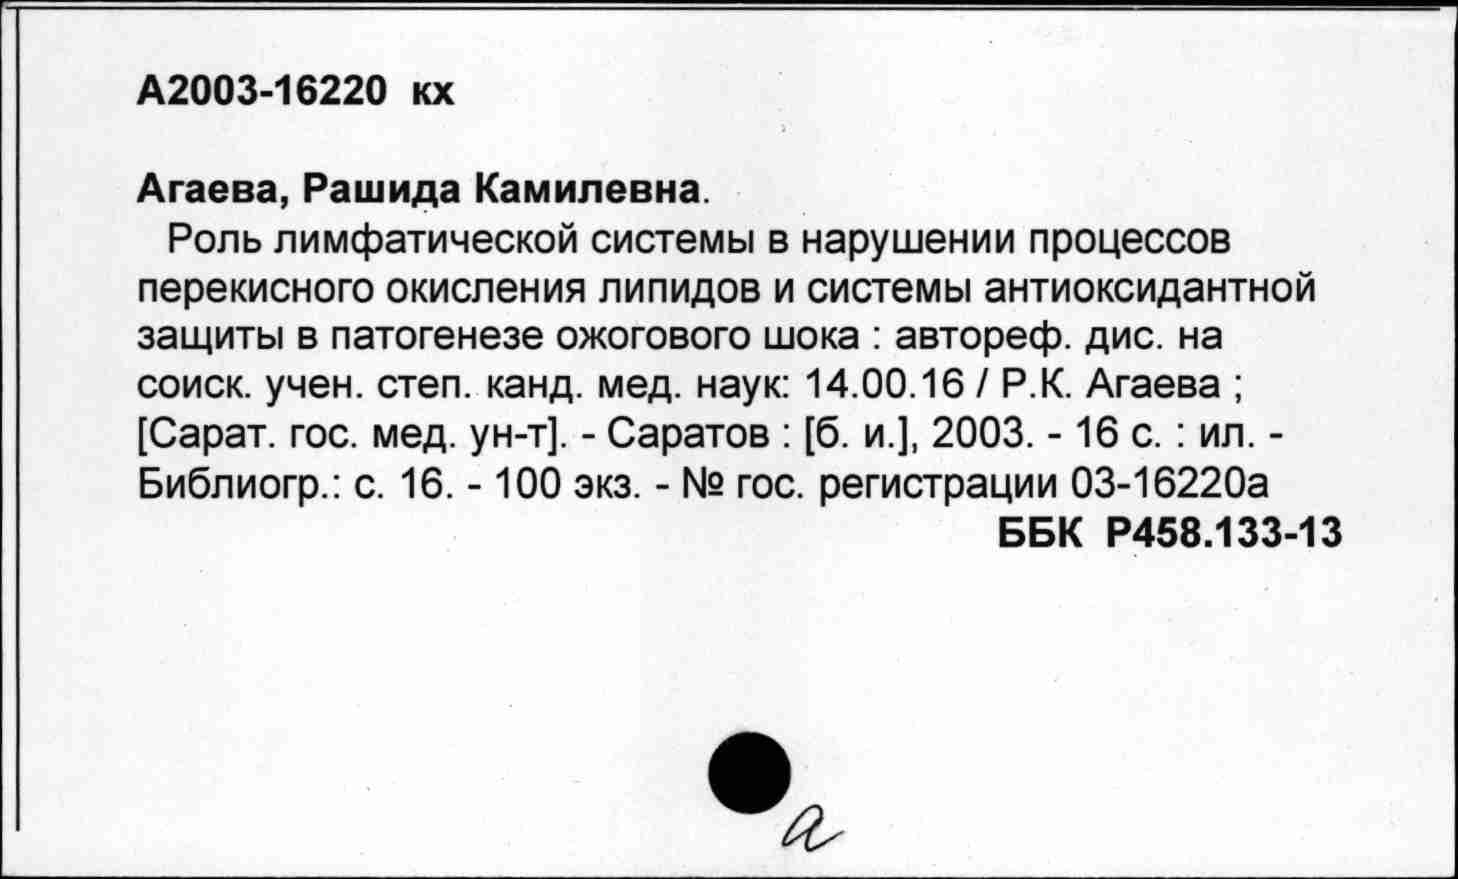 А2003-16220 кх
Агаева, Рашида Камилевна.
Роль лимфатической системы в нарушении процессов
перекисного окисления липидов и системы антиоксидантной
защиты в патогенезе ожогового шока : автореф. дис. на
соиск. учен. степ. канд. мед. наук: 14.00.16 / Р.К. Агаева ;
[Сарат. гос. мед. ун-т]. - Саратов : [б. и.], 2003. - 16 с. : ил. -
Библиогр.: с. 16. - 100 экз. - № гос. регистрации 03-16220а
ББК Р458.133-13
а